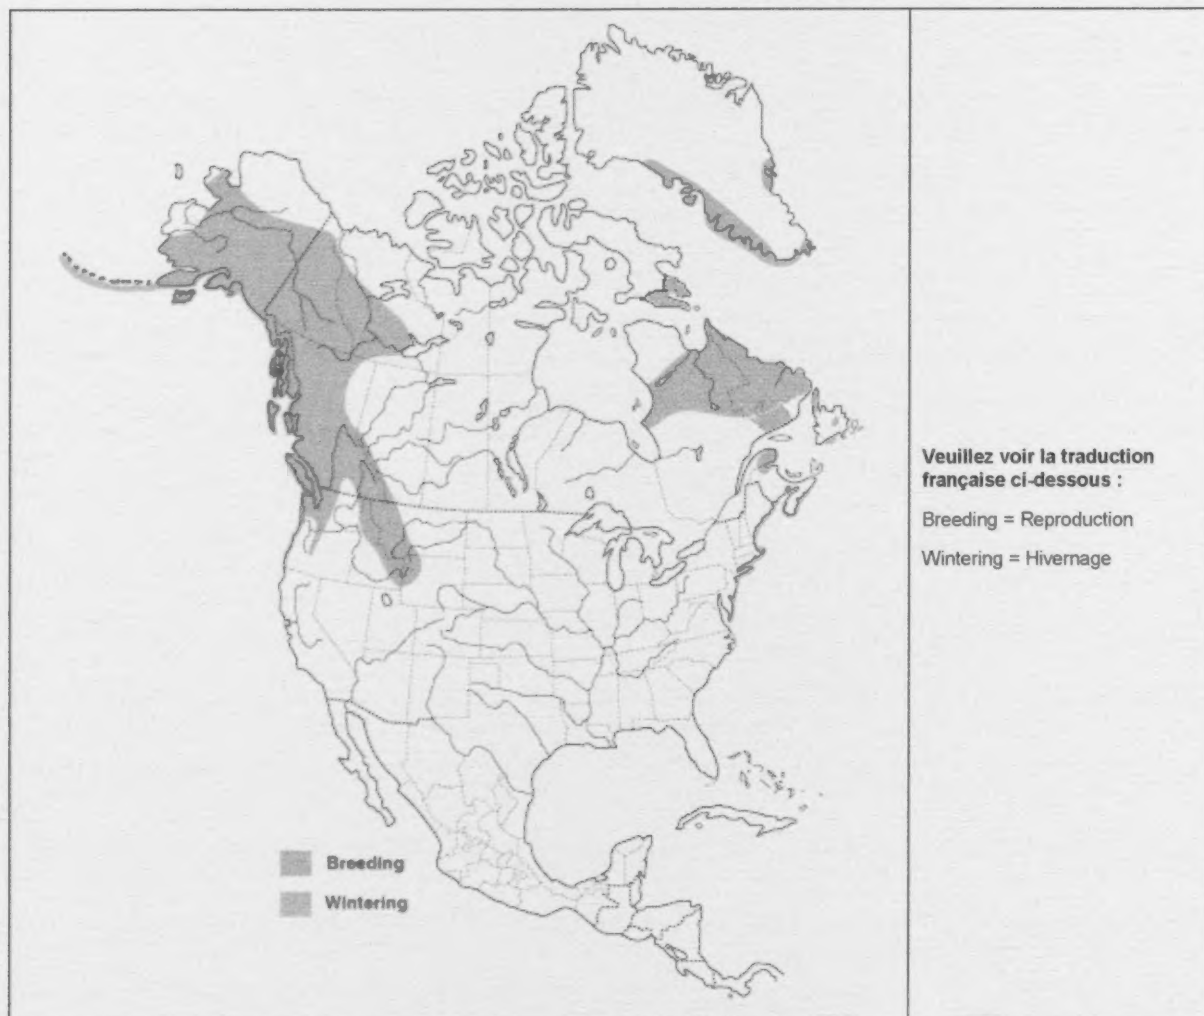 Veuillez voir la traduction
française ci-dessous :
Breeding = Reproduction
Wintering = Hivernage
Breeding
Wintering